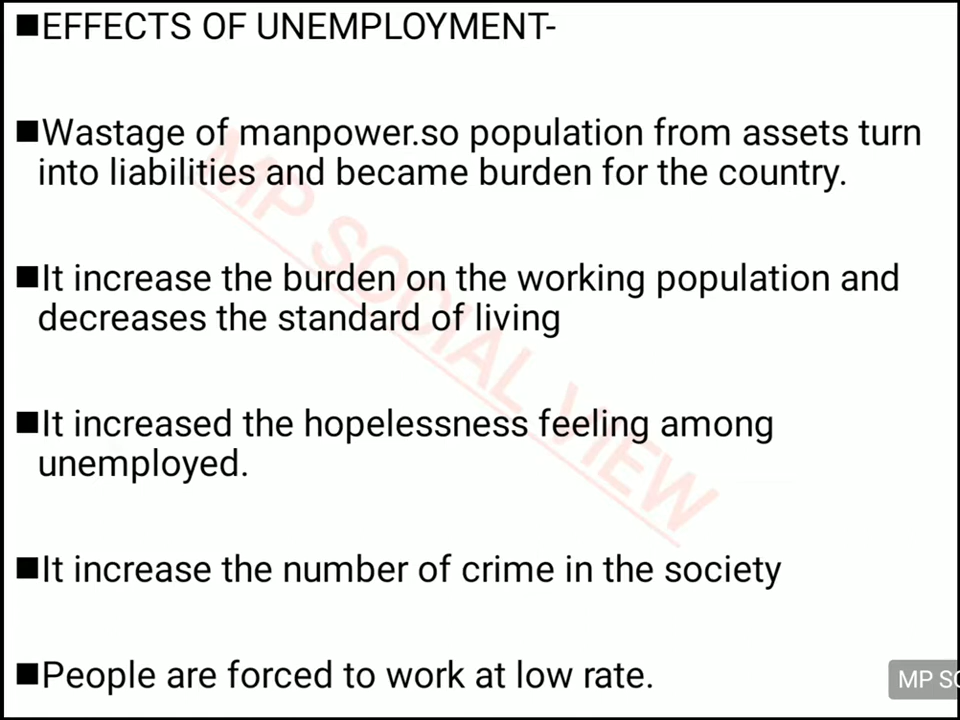 ■EFFECTS OF UNEMPLOYMENT-
■Wastage of manpower.so population from assets turn
into liabilities and became burden for the country.
■It increase the burden on the working population and
decreases the standard of living
■It increased the hopelessness feeling among
unemployed.
■It increase the number of crime in the society
■People are forced to work at low rate.
MP SOCIAL VIEW
MP SO